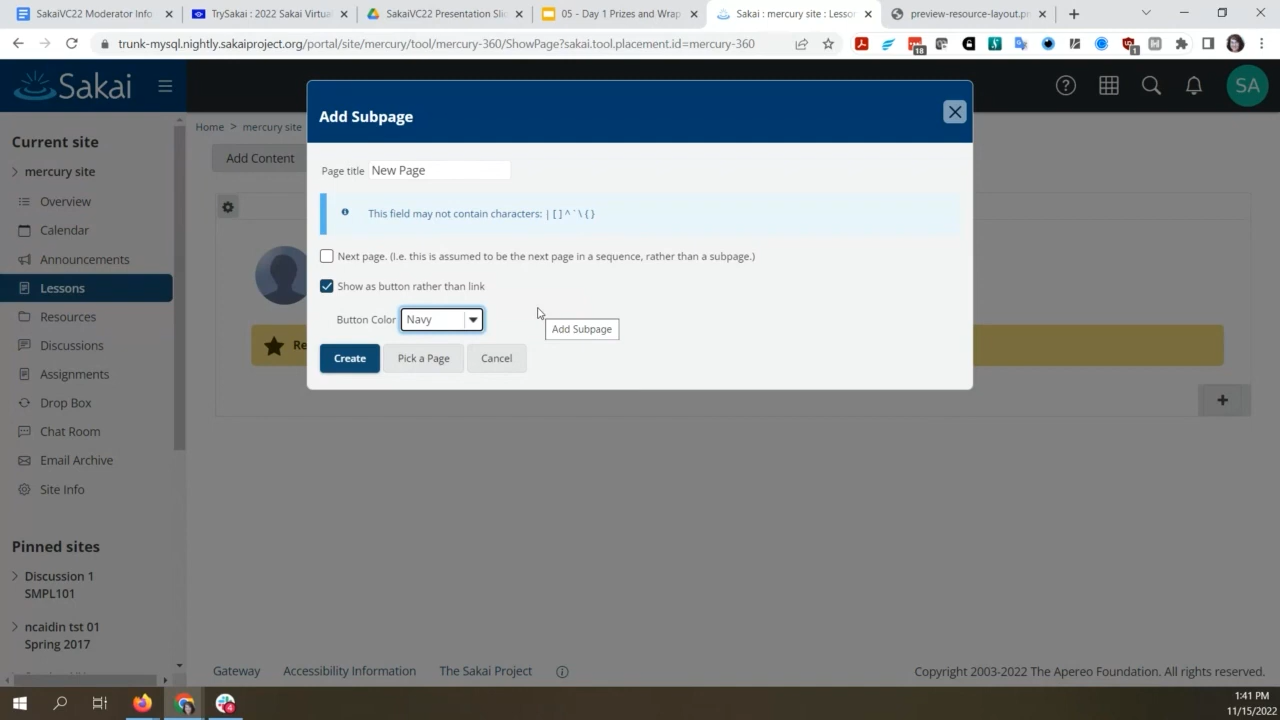 SakaiVC22 Moderator Info
TrySakai : 2022 Sakai Virtua
SakaiVC22 Presentation Slid
05 - Day 1 Prizes and Wrap
Sakai : mercury site : Lesson
preview-resource-layout.pn
trunk-mysql.nightly.sakaiproject.org/portal/site/mercury/tool/mercury-360/ShowPage?sakai.tool.placement.id=mercury-360
18
1
Sakai
SA
Current site
mercury site
Overview
Calendar
Announcements
Lessons
Resources
Discussions
Assignments
Drop Box
Chat Room
Email Archive
Site Info
Pinned sites
Discussion 1
SMPL101
ncaidin tst 01
Spring 2017
Home > mercury site
Add Content
Re
Add Subpage
Page title New Page
This field may not contain characters: | [ ] ^ ` \ { }
Next page. (I.e. this is assumed to be the next page in a sequence, rather than a subpage.)
Show as button rather than link
Button Color Navy
Add Subpage
Create Pick a Page Cancel
Gateway Accessibility Information The Sakai Project
Copyright 2003-2022 The Apereo Foundation. All rights reserved.
1:41 PM
11/15/2022